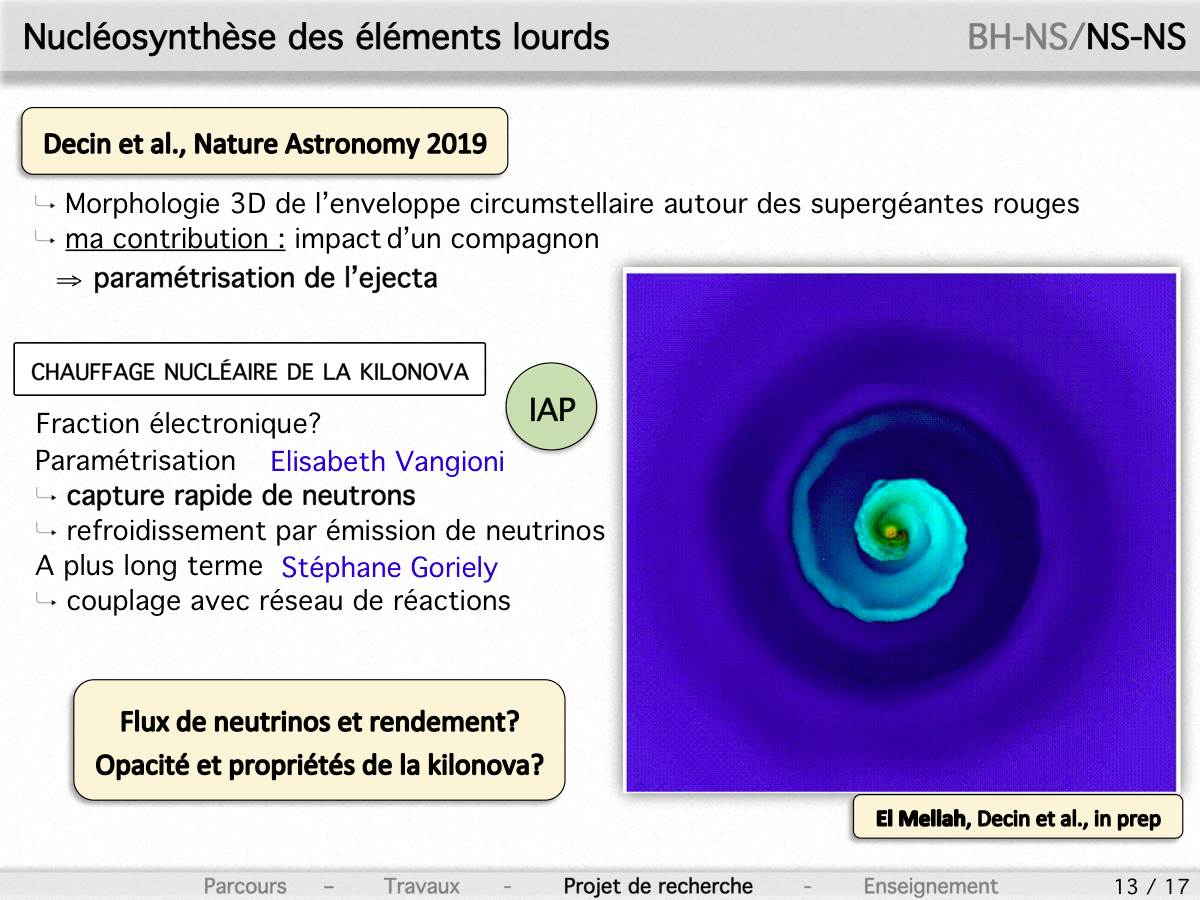 Nucléosynthèse des éléments lourds
BH-NS/NS-NS
Decin et al., Nature Astronomy 2019
Morphologie 3D de l’enveloppe circumstellaire autour des supergéantes rouges
ma contribution : impact d’un compagnon
⇒ paramétrisation de l’ejecta
CHAUFFAGE NUCLÉAIRE DE LA KILONOVA
IAP
Fraction électronique?
Paramétrisation Elisabeth Vangioni
capture rapide de neutrons
refroidissement par émission de neutrinos
A plus long terme Stéphane Goriely
couplage avec réseau de réactions
Flux de neutrinos et rendement?
Opacité et propriétés de la kilonova?
El Mellah, Decin et al., in prep
Parcours – Travaux - Projet de recherche - Enseignement 13 / 17